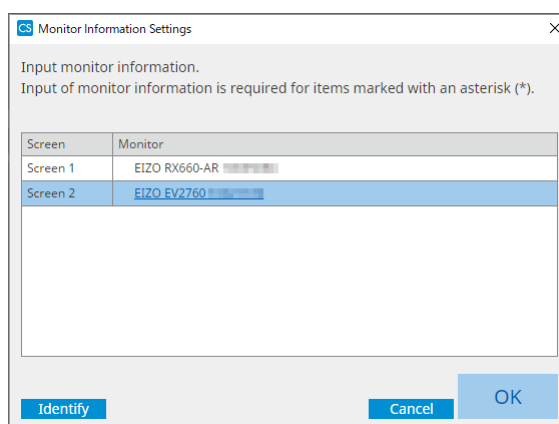 CS Monitor Information Settings
Input monitor information.
Input of monitor information is required for items marked with an asterisk (*).
Screen Monitor
Screen 1 EIZO RX660-AR
Screen 2 EIZO EV2760
Identify Cancel OK